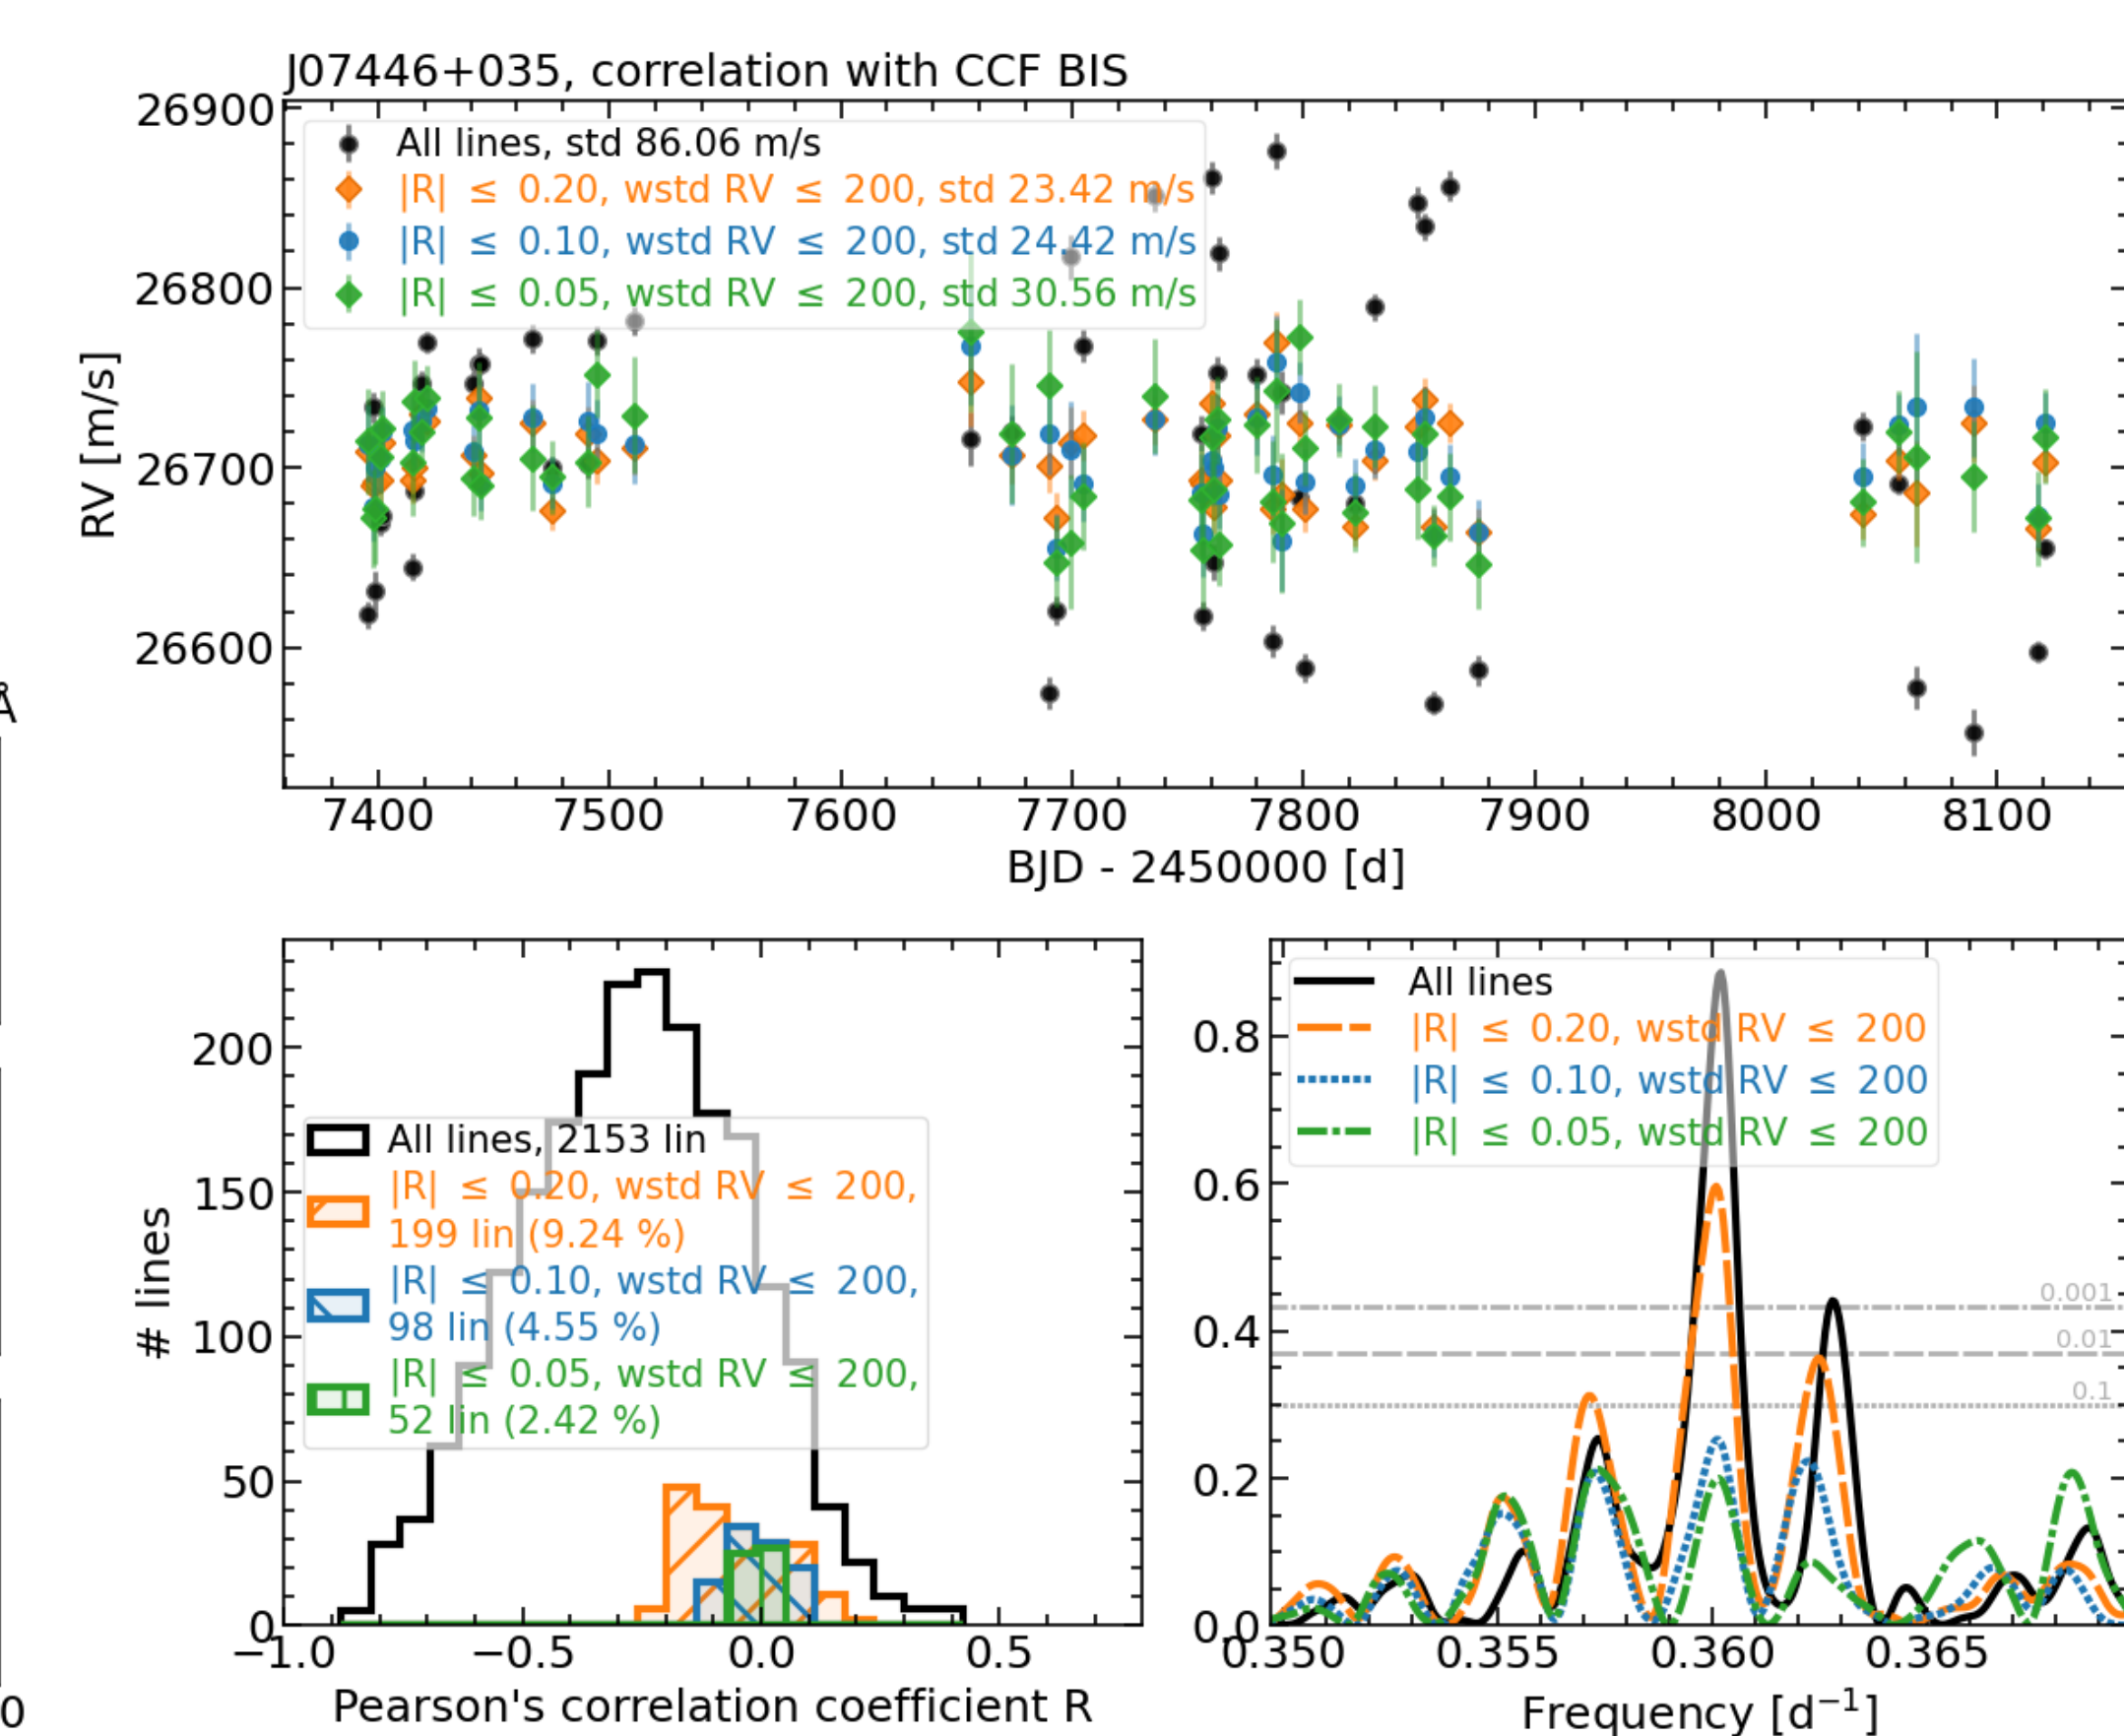 J07446+035, correlation with CCF BIS
26900
26800
26700
26600
RV [m/s]
All lines, std 86.06 m/s
|R| ≤ 0.20, wstd RV ≤ 200, std 23.42 m/s
|R| ≤ 0.10, wstd RV ≤ 200, std 24.42 m/s
|R| ≤ 0.05, wstd RV ≤ 200, std 30.56 m/s
7400 7500 7600 7700 7800 7900 8000 8100
BJD - 2450000 [d]
Å
0
200
150
100
50
0
# lines
All lines, 2153 lin
|R| ≤ 0.20, wstd RV ≤ 200,
199 lin (9.24 %)
|R| ≤ 0.10, wstd RV ≤ 200,
98 lin (4.55 %)
|R| ≤ 0.05, wstd RV ≤ 200,
52 lin (2.42 %)
−1.0 −0.5 0.0 0.5
Pearson's correlation coefficient R
0.8
0.6
0.4
0.2
0.0
All lines
|R| ≤ 0.20, wstd RV ≤ 200
|R| ≤ 0.10, wstd RV ≤ 200
|R| ≤ 0.05, wstd RV ≤ 200
0.001
0.01
0.1
0.350 0.355 0.360 0.365
Frequency [d⁻¹]